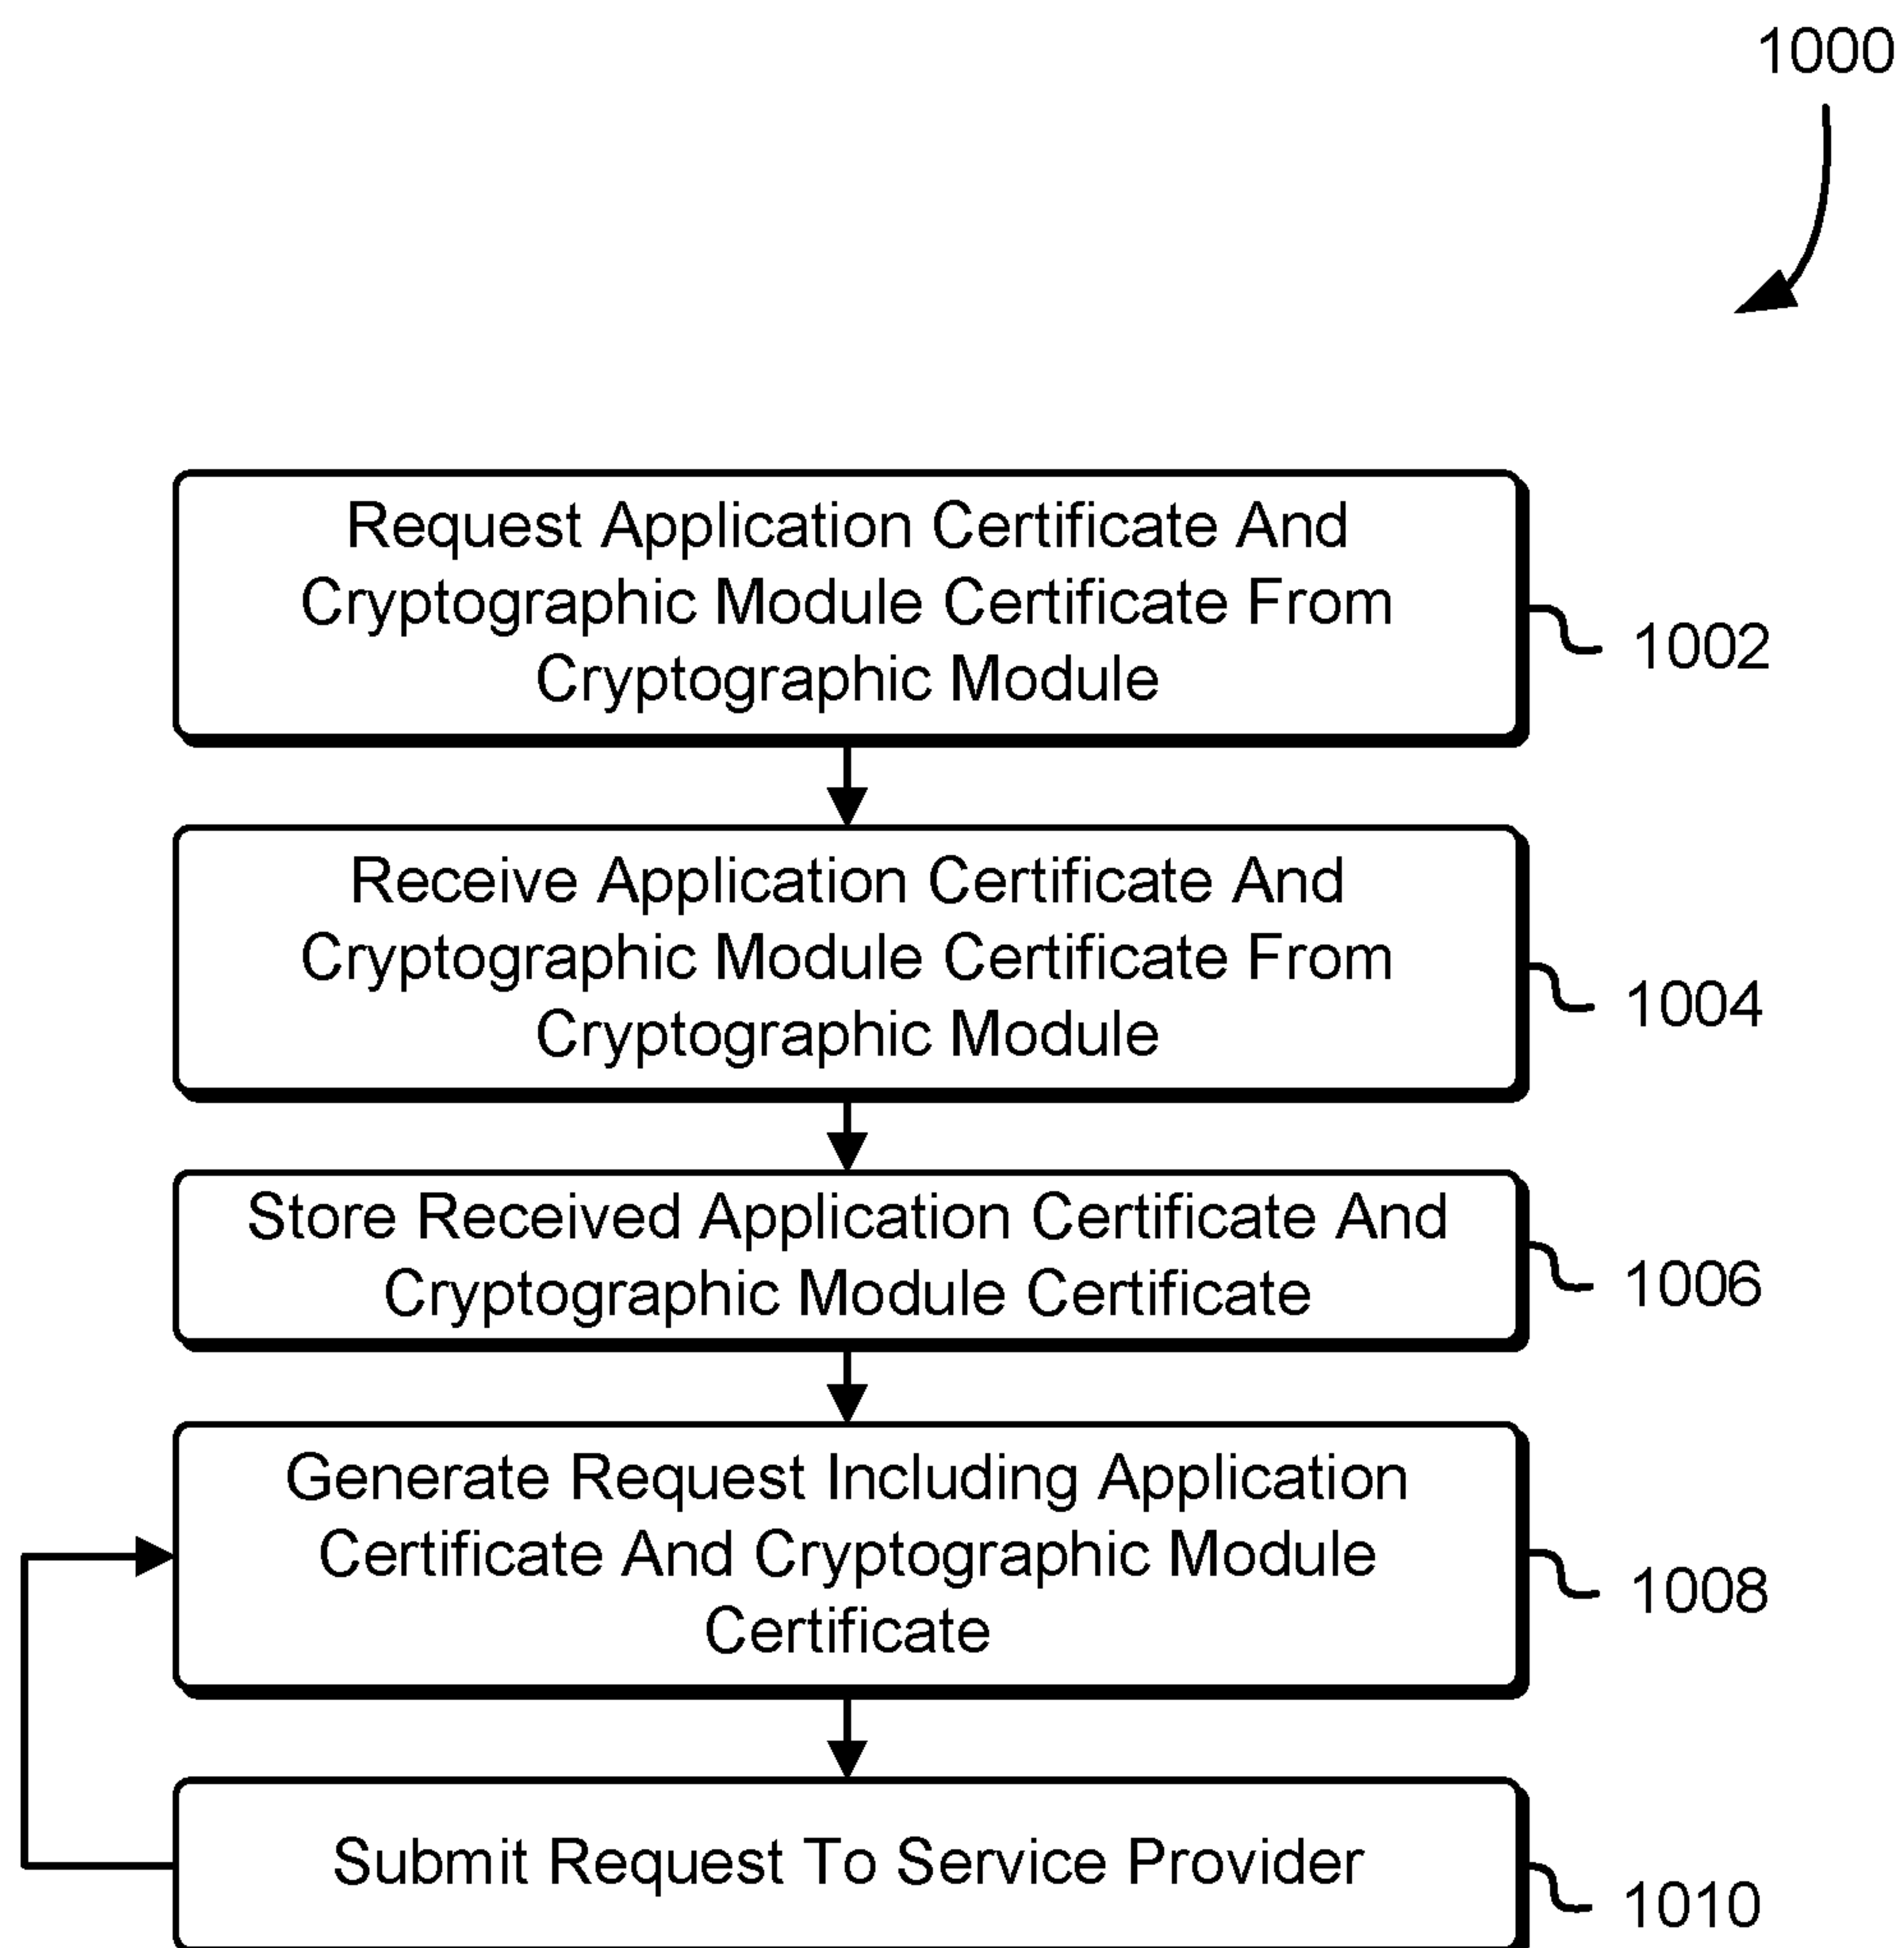 1000
Request Application Certificate And
Cryptographic Module Certificate From
Cryptographic Module
1002
Receive Application Certificate And
Cryptographic Module Certificate From
Cryptographic Module
1004
Store Received Application Certificate And
Cryptographic Module Certificate
1006
Generate Request Including Application
Certificate And Cryptographic Module
Certificate
1008
Submit Request To Service Provider
1010